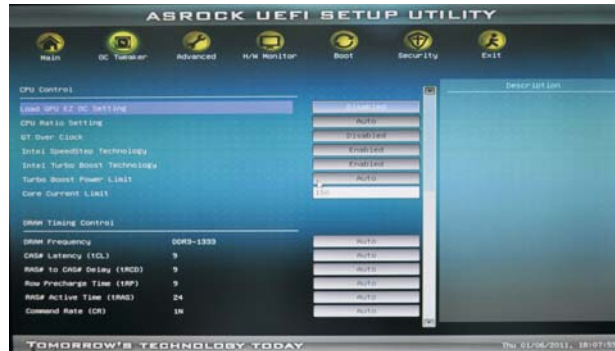 ASROCK UEFI SETUP UTILITY
Main OC Tweaker Advanced H/W Monitor Boot Security Exit
CPU Control
Description
Load GPU EZ OC Setting Disabled
CPU Ratio Setting Auto
GT Over Clock Disabled
Intel SpeedStep Technology Enabled
Intel Turbo Boost Technology Enabled
Turbo Boost Power Limit Auto
Core Current Limit
DRAM Timing Control
DRAM Frequency DDR3-1333 Auto
CAS# Latency (tCL) 9 Auto
RAS# to CAS# Delay (tRCD) 9 Auto
Row Precharge Time (tRP) 9 Auto
RAS# Active Time (tRAS) 24 Auto
Command Rate (CR) 1N Auto
TOMORROW'S TECHNOLOGY TODAY
Thu 01/06/2011, 18:07: